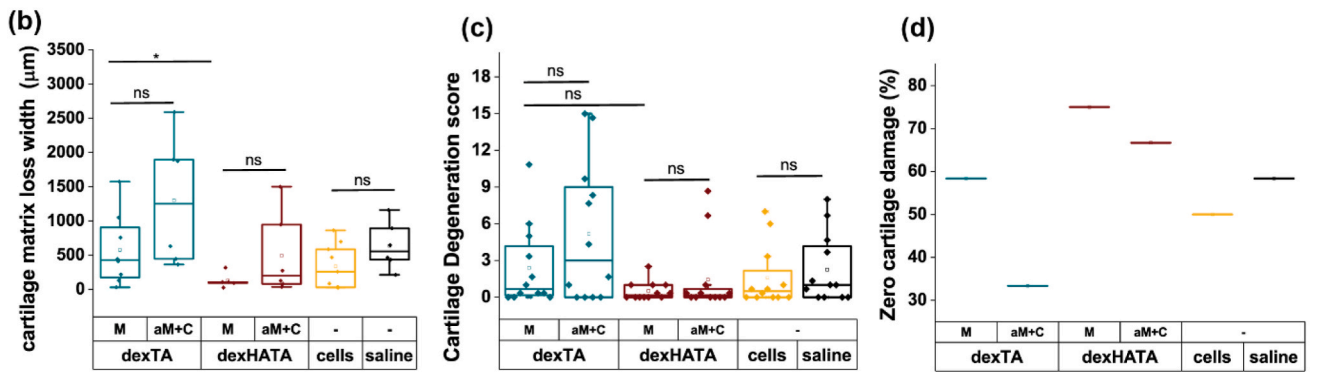 (b)
cartilage matrix loss width (μm)
3500
3000
2500
2000
1500
1000
500
0
*
ns
ns
ns
M
aM+C
M
aM+C
-
-
dexTA
dexHATA
cells
saline
(c)
Cartilage Degeneration score
18
15
12
9
6
3
0
ns
ns
ns
ns
M
aM+C
M
aM+C
-
dexTA
dexHATA
cells
saline
(d)
Zero cartilage damage (%)
80
70
60
50
40
30
M
aM+C
M
aM+C
-
dexTA
dexHATA
cells
saline